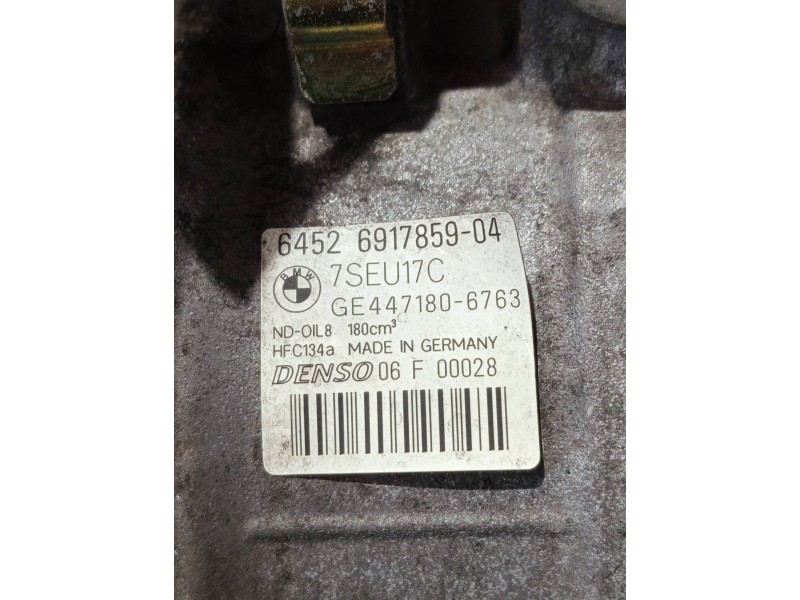 6452 6917859-04
BMW
7SEU17C
GE447180-6763
ND-OIL8 180cm³
HFC134a MADE IN GERMANY
DENSO 06 F 00028